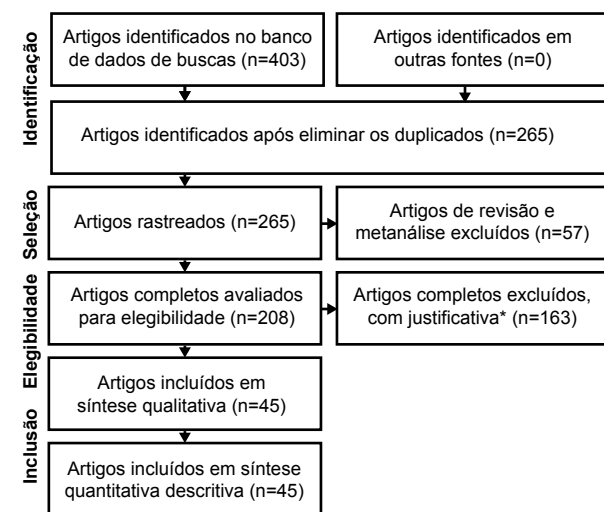 Identificação
Artigos identificados no banco
de dados de buscas (n=403)
Artigos identificados em
outras fontes (n=0)
Artigos identificados após eliminar os duplicados (n=265)
Seleção
Artigos rastreados (n=265)
Artigos de revisão e
metanálise excluídos (n=57)
Elegibilidade
Artigos completos avaliados
para elegibilidade (n=208)
Artigos completos excluídos,
com justificativa* (n=163)
Inclusão
Artigos incluídos em
síntese qualitativa (n=45)
Artigos incluídos em síntese
quantitativa descritiva (n=45)